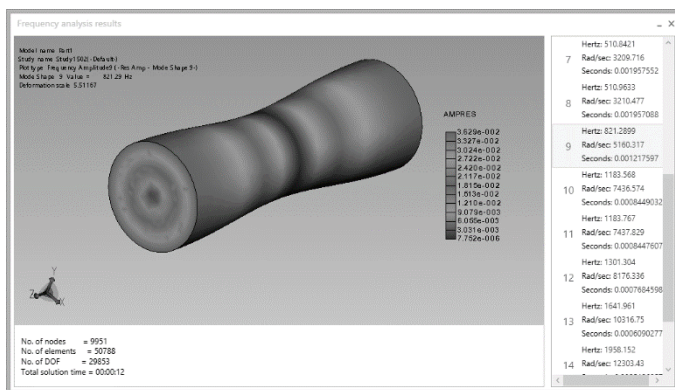 Frequency analysis results
Model name: Part1
Study name: Study1502(-Default-)
Plot type: Frequency Amplitude9 (-Res Amp - Mode Shape 9-)
Mode Shape 9 Value = 821.29 Hz
Deformation scale: 5.51167
AMPRES
3.629e-002
3.327e-002
3.024e-002
2.722e-002
2.420e-002
2.117e-002
1.815e-002
1.513e-002
1.210e-002
9.079e-003
6.055e-003
3.031e-003
7.752e-006
Y
Z
X
No. of nodes = 9951
No. of elements = 50788
No. of DOF = 29853
Total solution time = 00:00:12
Hertz: 510.8421
7 Rad/sec: 3209.716
Seconds: 0.001957552
Hertz: 510.9633
8 Rad/sec: 3210.477
Seconds: 0.001957088
Hertz: 821.2899
9 Rad/sec: 5160.317
Seconds: 0.001217597
Hertz: 1183.568
10 Rad/sec: 7436.574
Seconds: 0.0008449032
Hertz: 1183.767
11 Rad/sec: 7437.829
Seconds: 0.0008447607
Hertz: 1301.304
12 Rad/sec: 8176.336
Seconds: 0.0007684598
Hertz: 1641.961
13 Rad/sec: 10316.75
Seconds: 0.0006090277
Hertz: 1958.152
14 Rad/sec: 12303.43